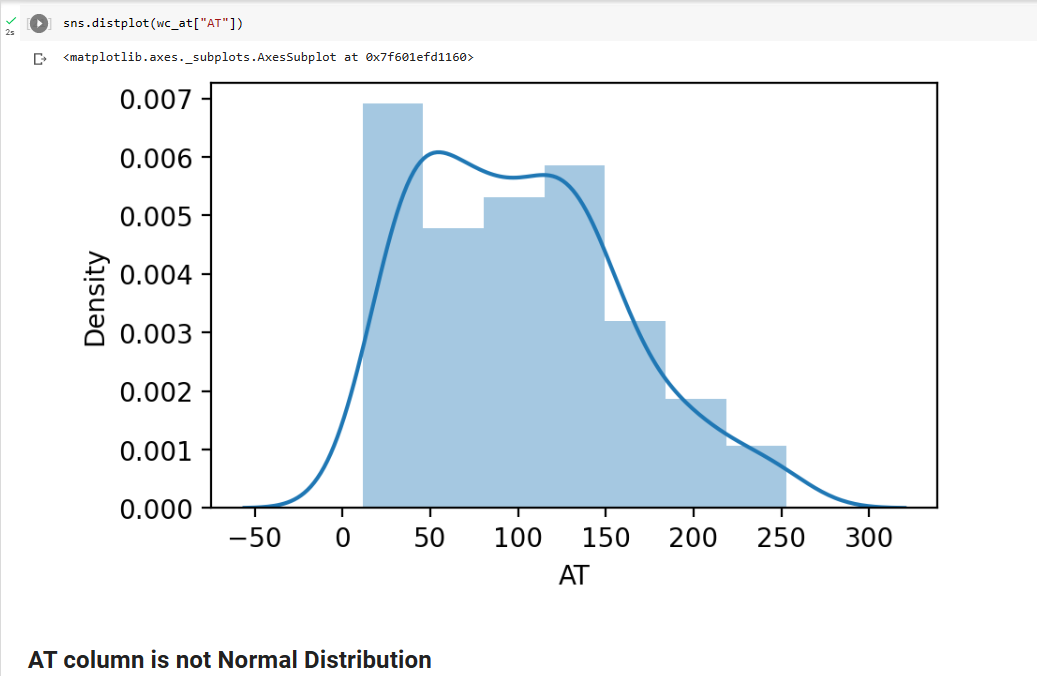 sns.distplot(wc_at["AT"])
2s
<matplotlib.axes._subplots.AxesSubplot at 0x7f601efd1160>
0.007
0.006
0.005
0.004
0.003
0.002
0.001
0.000
Density
−50 0 50 100 150 200 250 300
AT
AT column is not Normal Distribution